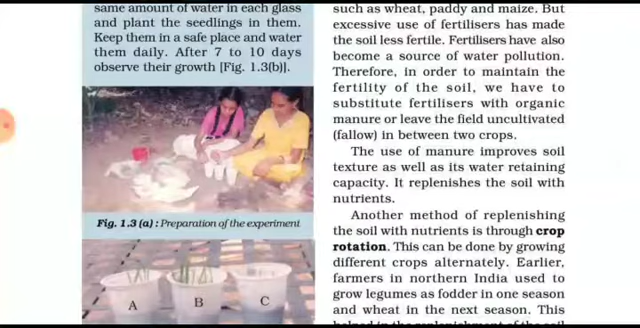 same amount of water in each glass
and plant the seedlings in them.
Keep them in a safe place and water
them daily. After 7 to 10 days
observe their growth [Fig. 1.3(b)].
Fig. 1.3 (a) : Preparation of the experiment
A B C
such as wheat, paddy and maize. But
excessive use of fertilisers has made
the soil less fertile. Fertilisers have also
become a source of water pollution.
Therefore, in order to maintain the
fertility of the soil, we have to
substitute fertilisers with organic
manure or leave the field uncultivated
(fallow) in between two crops.
The use of manure improves soil
texture as well as its water retaining
capacity. It replenishes the soil with
nutrients.
Another method of replenishing
the soil with nutrients is through crop
rotation. This can be done by growing
different crops alternately. Earlier,
farmers in northern India used to
grow legumes as fodder in one season
and wheat in the next season. This
helped in the replenishment of the soil